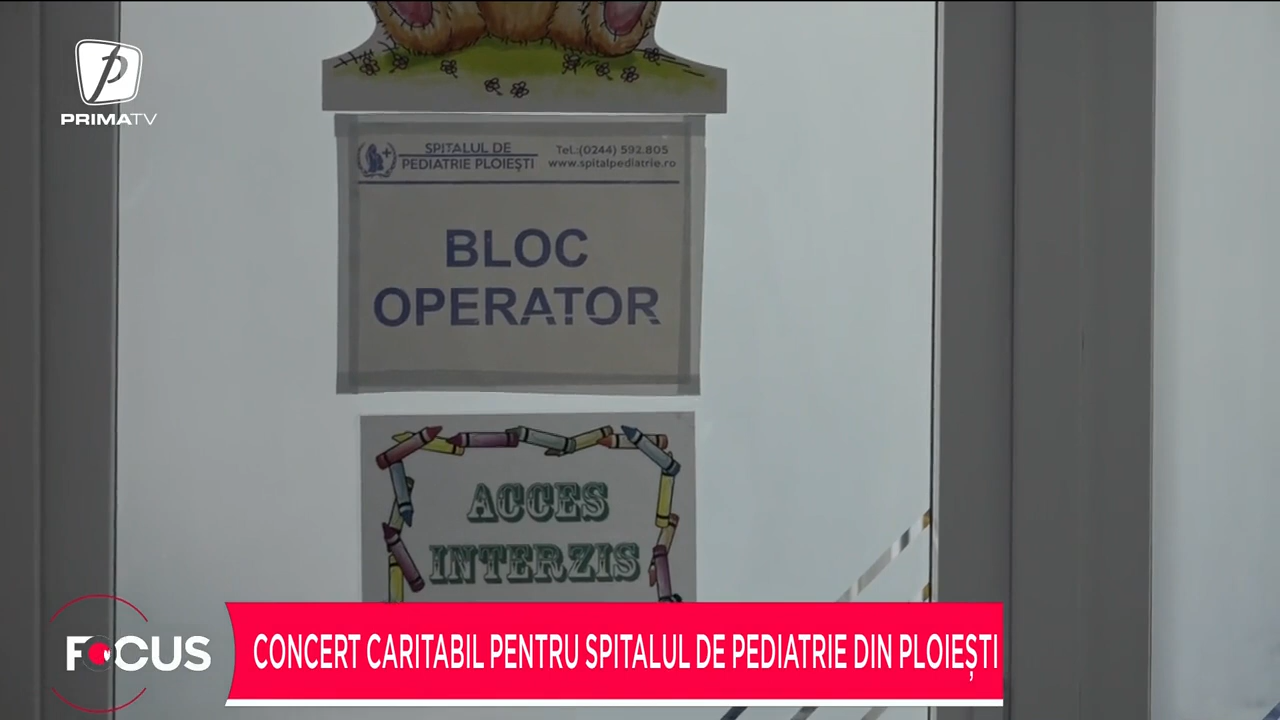 PRIMATV
SPITALUL DE
PEDIATRIE PLOIEȘTI
Tel.:(0244) 592.805
www.spitalpediatrie.ro
BLOC
OPERATOR
ACCES
INTERZIS
FOCUS
CONCERT CARITABIL PENTRU SPITALUL DE PEDIATRIE DIN PLOIEȘTI